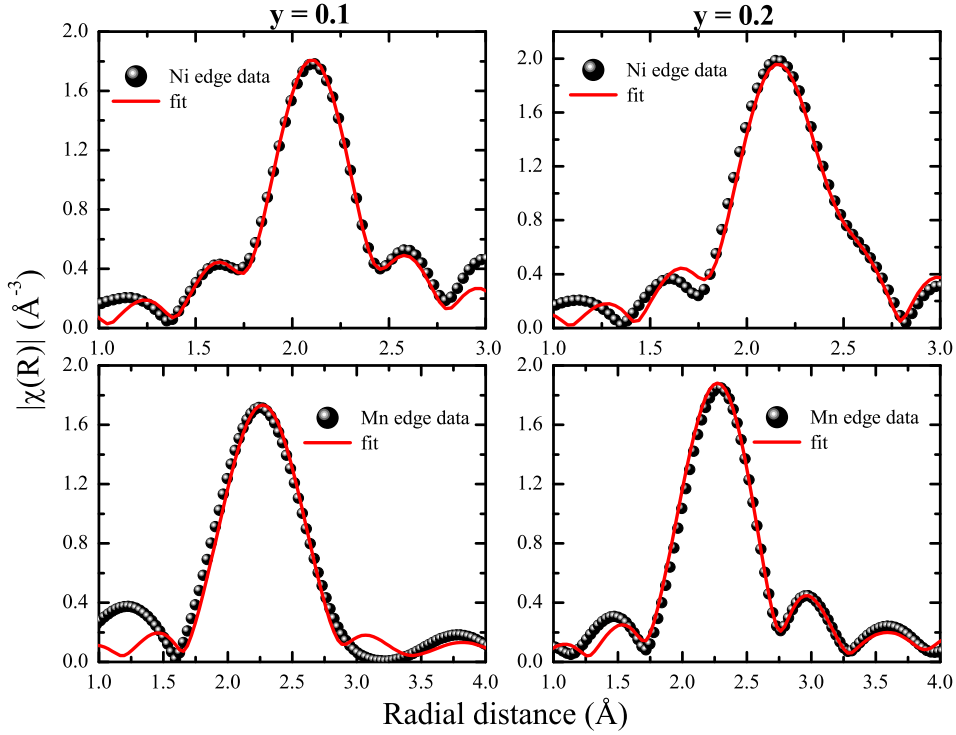 y = 0.1
y = 0.2
2.0
1.6
1.2
0.8
0.4
0.0
Ni edge data
fit
1.0 1.5 2.0 2.5 3.0
2.0
1.6
1.2
0.8
0.4
0.0
Ni edge data
fit
1.0 1.5 2.0 2.5 3.0
|χ(R)| (Å⁻³)
2.0
1.6
1.2
0.8
0.4
0.0
Mn edge data
fit
1.0 1.5 2.0 2.5 3.0 3.5 4.0
2.0
1.6
1.2
0.8
0.4
0.0
Mn edge data
fit
1.0 1.5 2.0 2.5 3.0 3.5 4.0
Radial distance (Å)